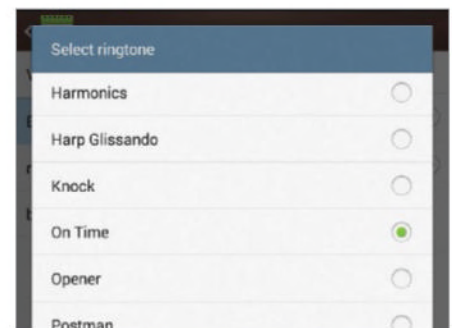 Select ringtone
Harmonics
Harp Glissando
Knock
On Time
Opener
Postman